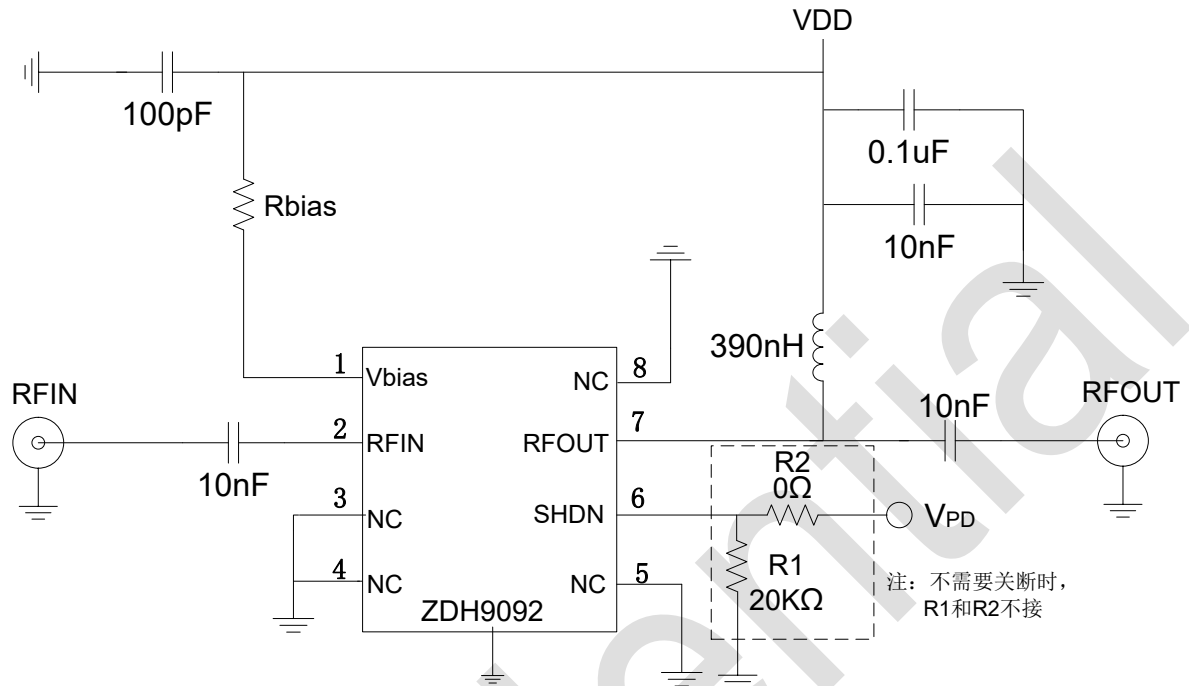 VDD
100pF
0.1uF
Rbias
10nF
390nH
1
Vbias
NC
8
RFIN
RFOUT
10nF
2
RFIN
RFOUT
7
10nF
R2
0Ω
3
NC
SHDN
6
VPD
R1
20KΩ
4
NC
NC
5
注：不需要关断时，
R1和R2不接
ZDH9092